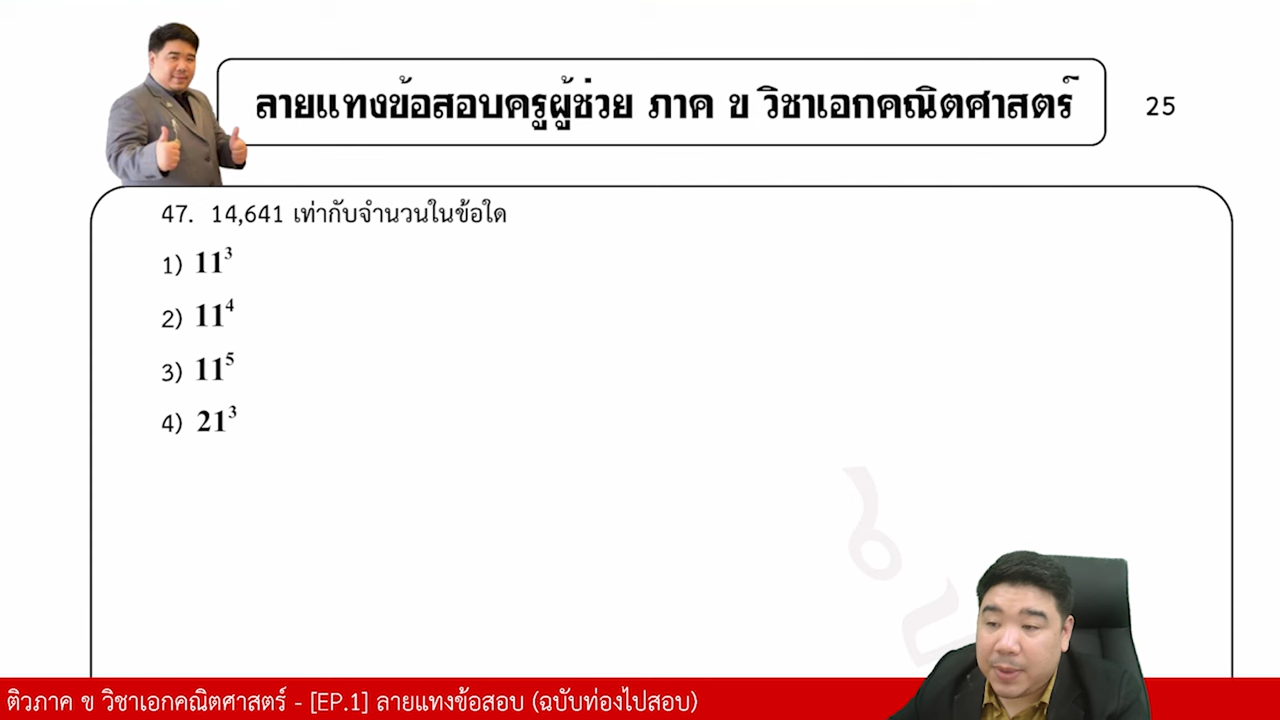 ลายแทงข้อสอบครูผู้ช่วย ภาค ข วิชาเอกคณิตศาสตร์
25
47. 14,641 เท่ากับจำนวนในข้อใด
1) 11³
2) 11⁴
3) 11⁵
4) 21³
ติวภาค ข วิชาเอกคณิตศาสตร์ - [EP.1] ลายแทงข้อสอบ (ฉบับท่องไปสอบ)